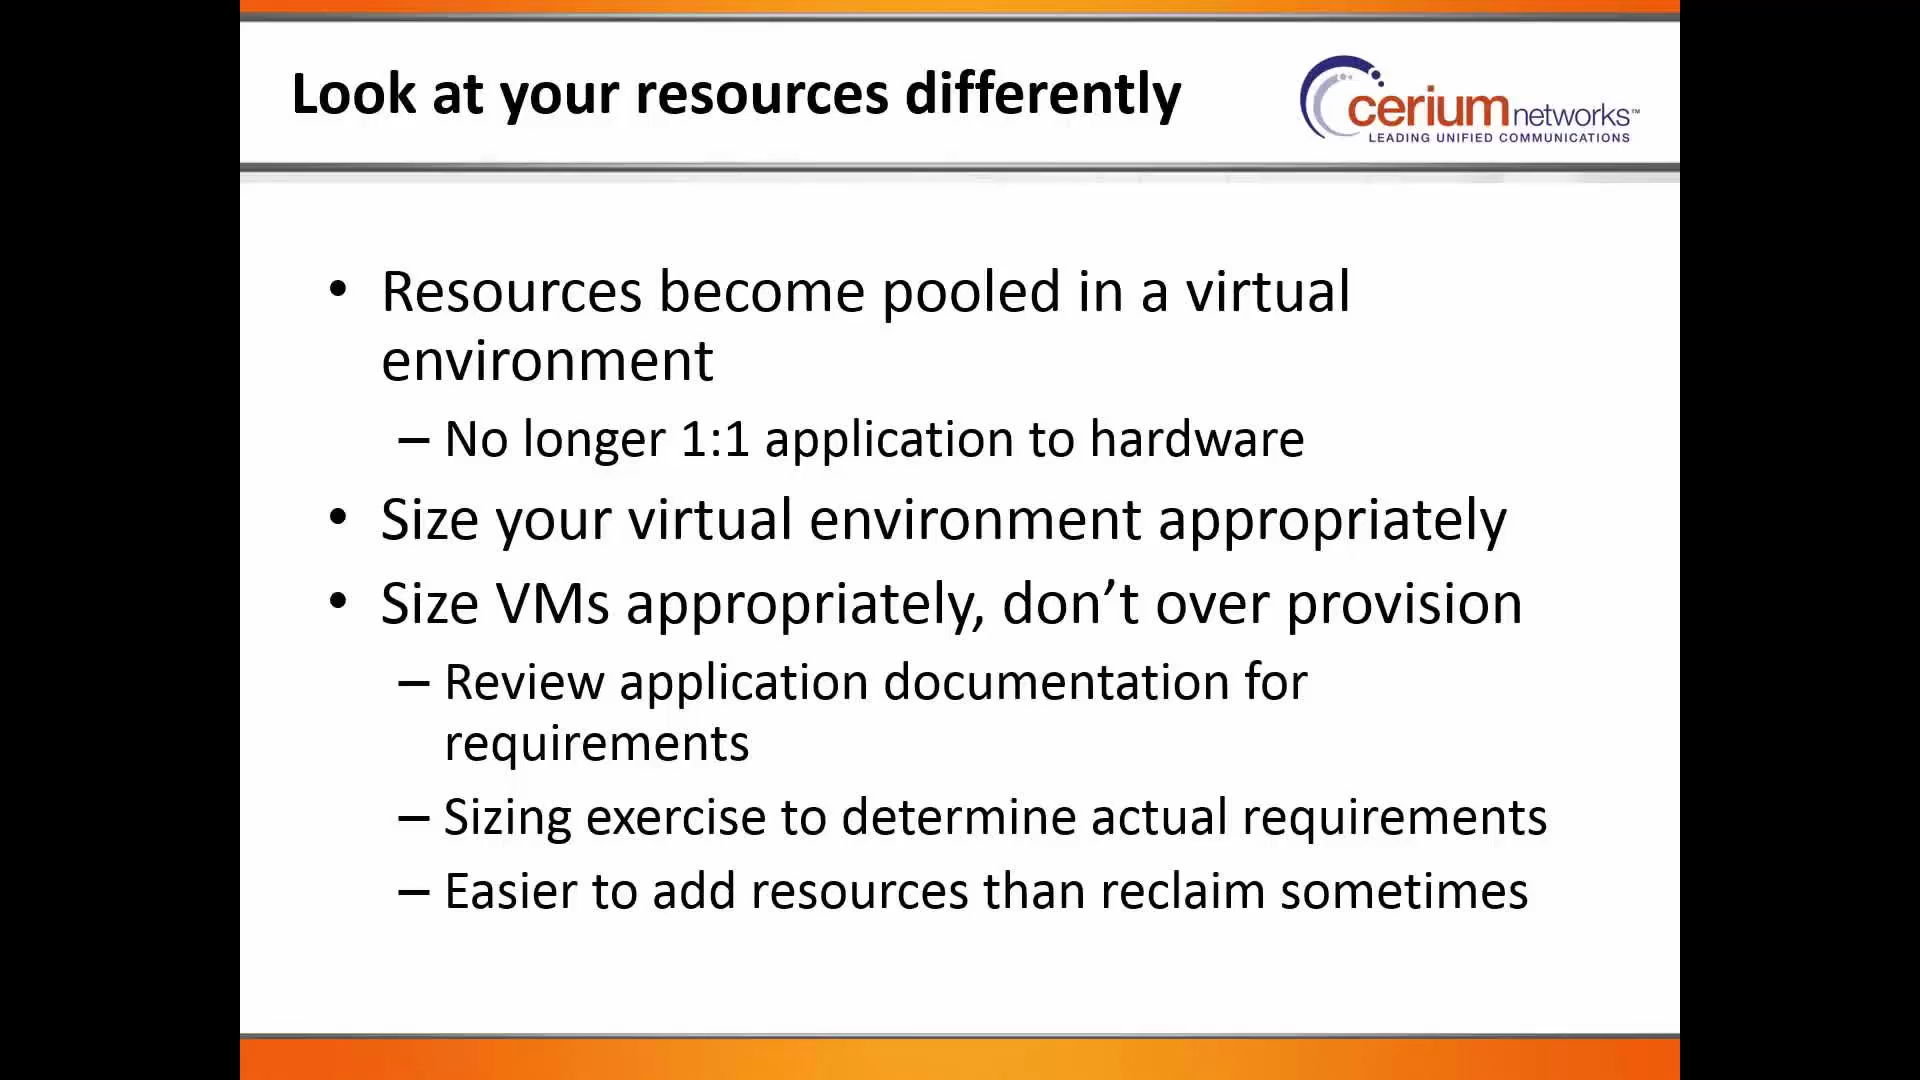 Look at your resources differently
cerium networks™
LEADING UNIFIED COMMUNICATIONS
• Resources become pooled in a virtual
environment
– No longer 1:1 application to hardware
• Size your virtual environment appropriately
• Size VMs appropriately, don’t over provision
– Review application documentation for
requirements
– Sizing exercise to determine actual requirements
– Easier to add resources than reclaim sometimes